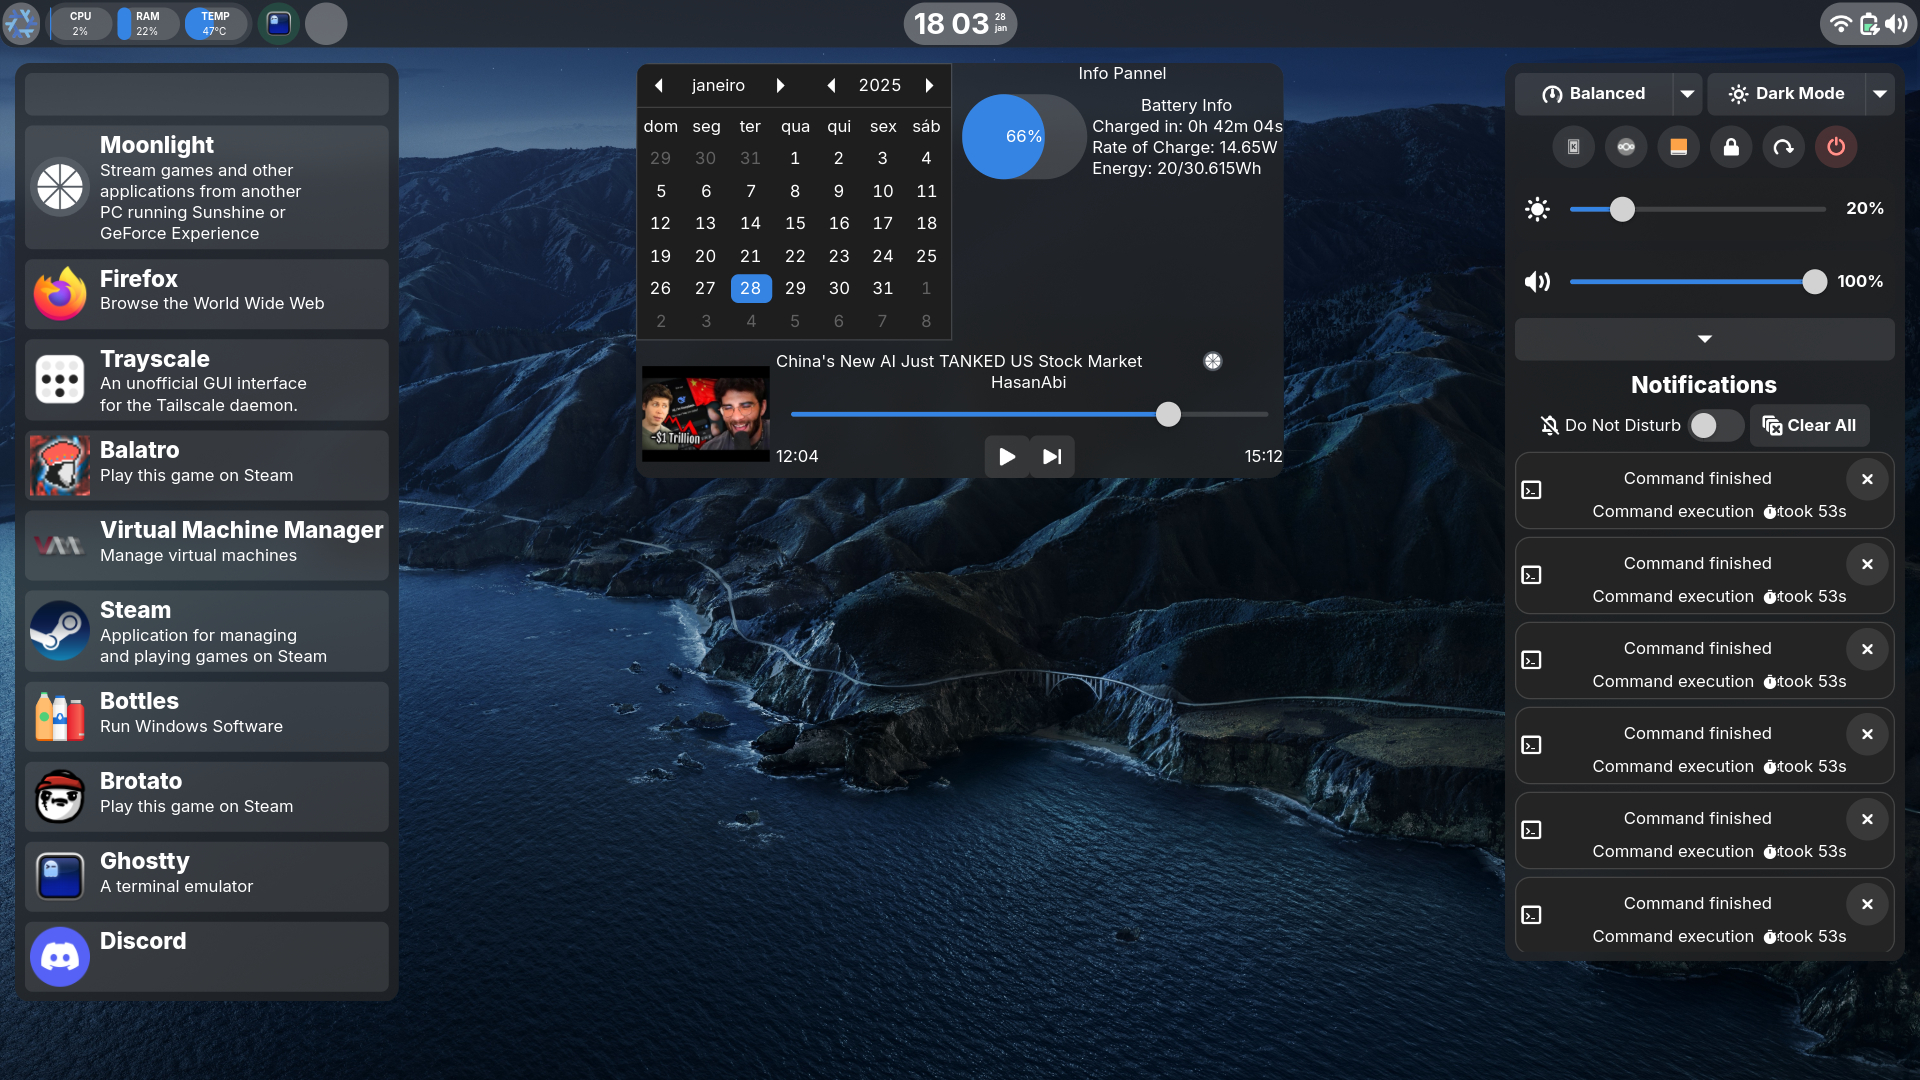 CPU
2%
RAM
22%
TEMP
47°C
18 03
28
jan
Moonlight
Stream games and other
applications from another
PC running Sunshine or
GeForce Experience
Firefox
Browse the World Wide Web
Trayscale
An unofficial GUI interface
for the Tailscale daemon.
Balatro
Play this game on Steam
Virtual Machine Manager
Manage virtual machines
Steam
Application for managing
and playing games on Steam
Bottles
Run Windows Software
Brotato
Play this game on Steam
Ghostty
A terminal emulator
Discord
janeiro 2025
dom seg ter qua qui sex sáb
29 30 31 1 2 3 4
5 6 7 8 9 10 11
12 13 14 15 16 17 18
19 20 21 22 23 24 25
26 27 28 29 30 31 1
2 3 4 5 6 7 8
Info Pannel
66%
Battery Info
Charged in: 0h 42m 04s
Rate of Charge: 14.65W
Energy: 20/30.615Wh
China's New AI Just TANKED US Stock Market
HasanAbi
-$1 Trillion
12:04
15:12
Balanced
Dark Mode
20%
100%
Notifications
Do Not Disturb
Clear All
Command finished
Command execution took 53s
Command finished
Command execution took 53s
Command finished
Command execution took 53s
Command finished
Command execution took 53s
Command finished
Command execution took 53s
Command finished
Command execution took 53s